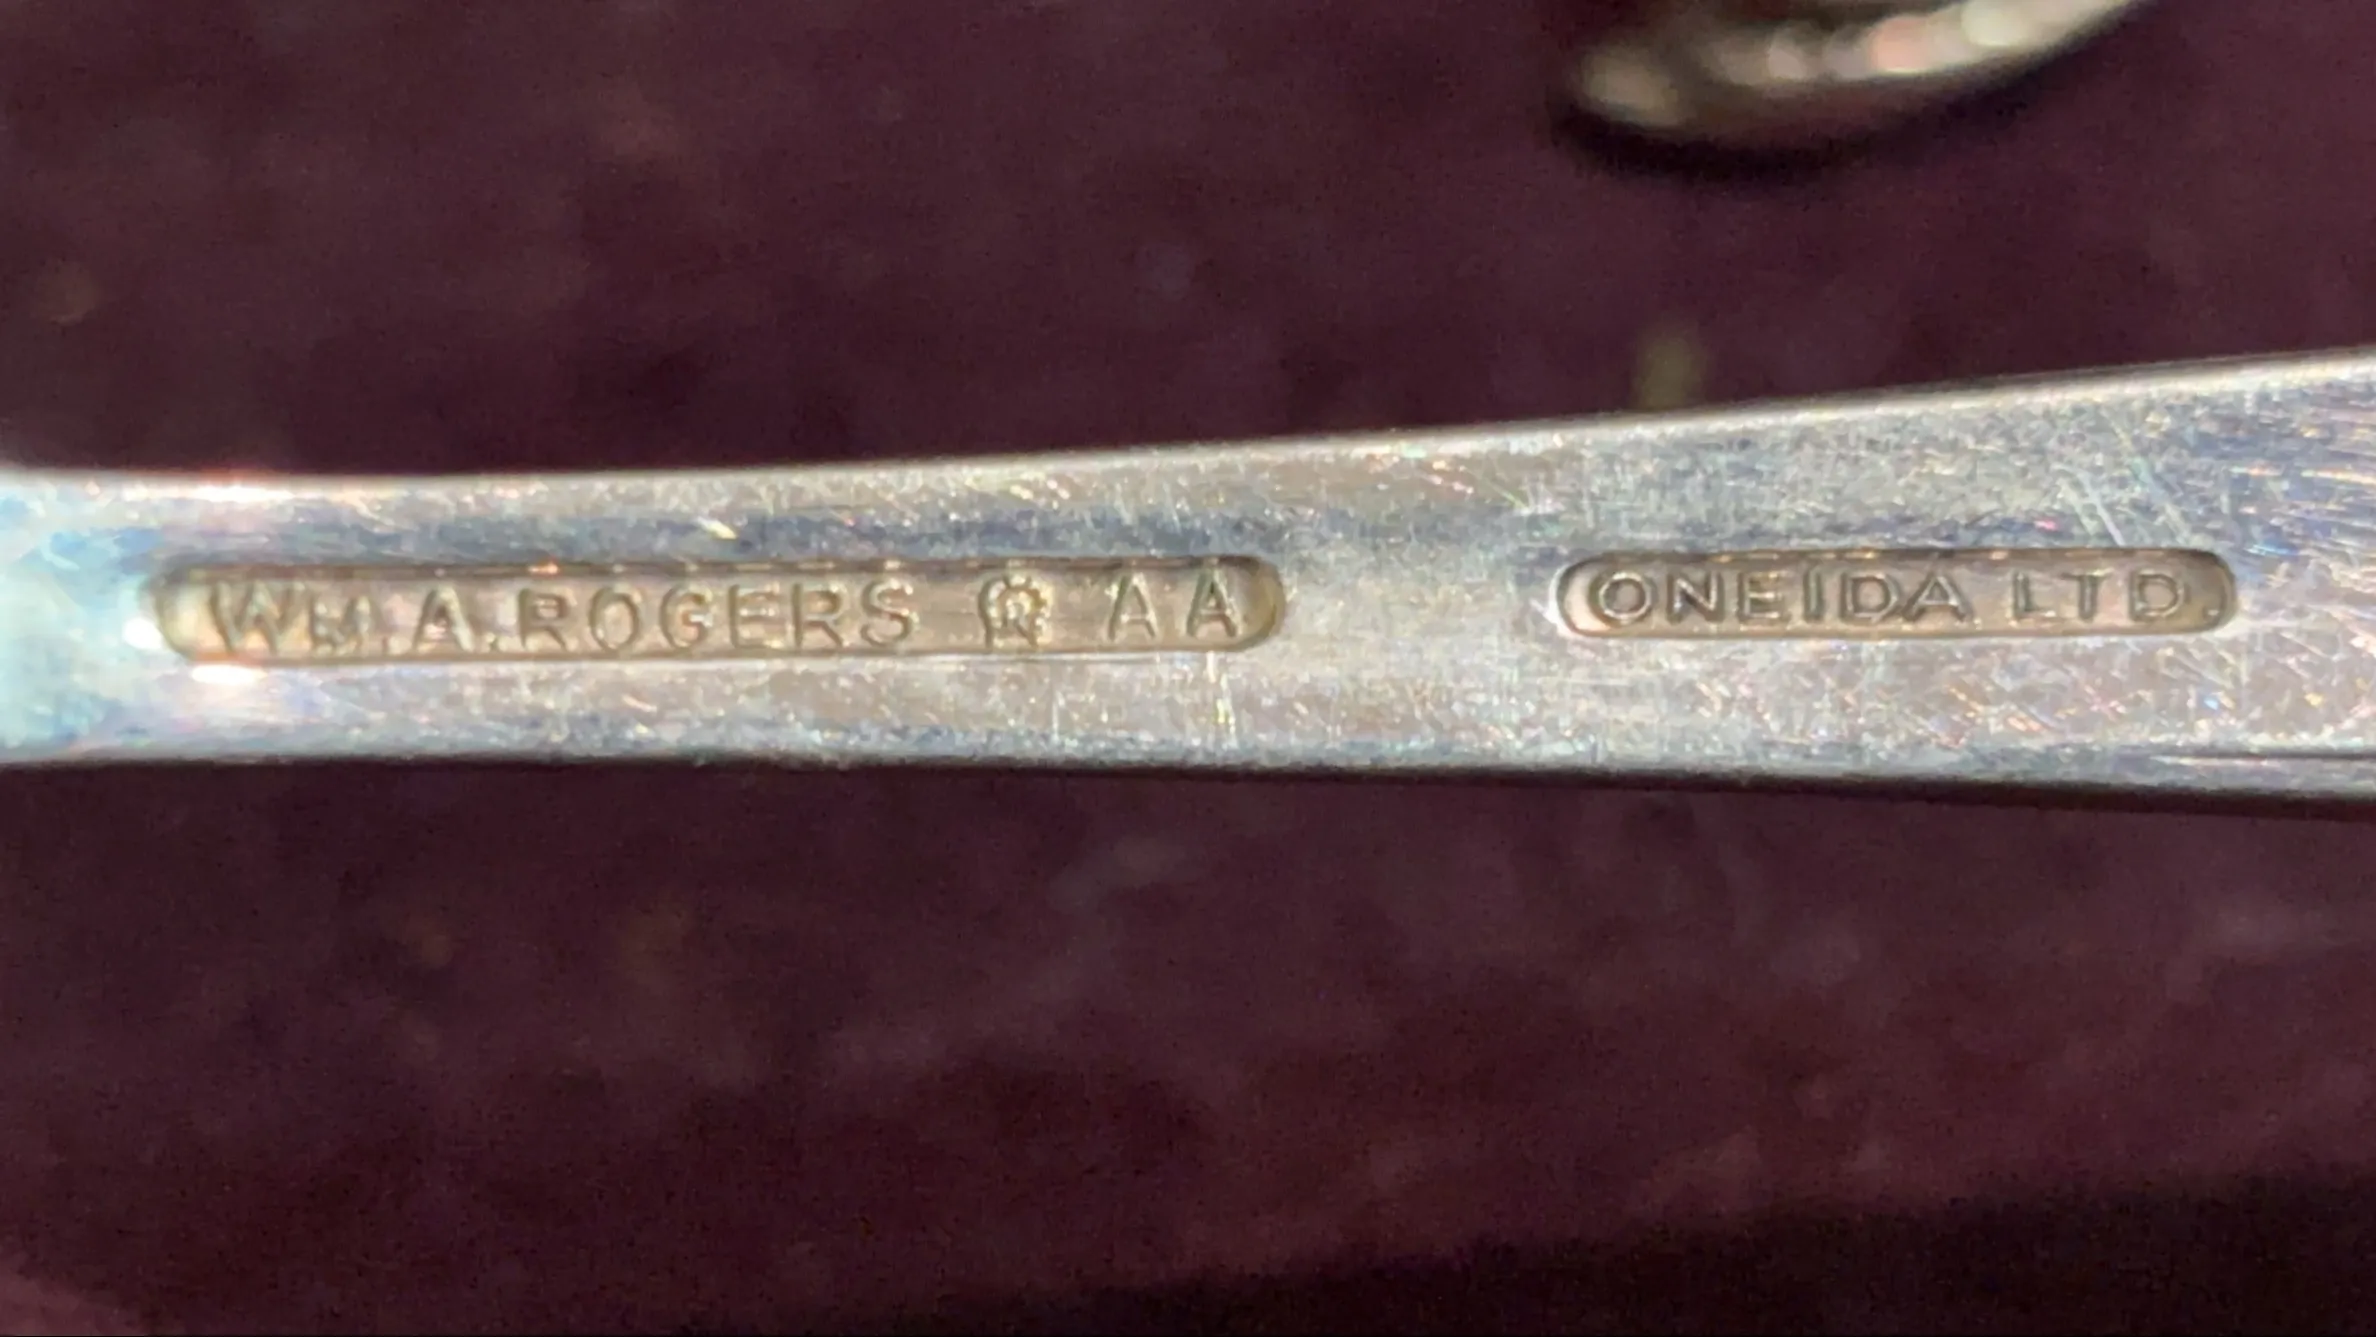 WM.A.ROGERS R AA ONEIDA LTD.